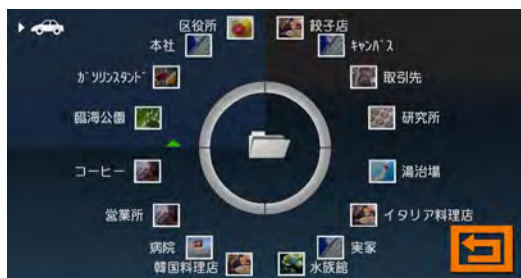 区役所
餃子店
本社
キャンパス
ガソリンスタンド
取引先
臨海公園
研究所
コーヒー
湯治場
営業所
イタリア料理店
病院
実家
韓国料理店
水族館